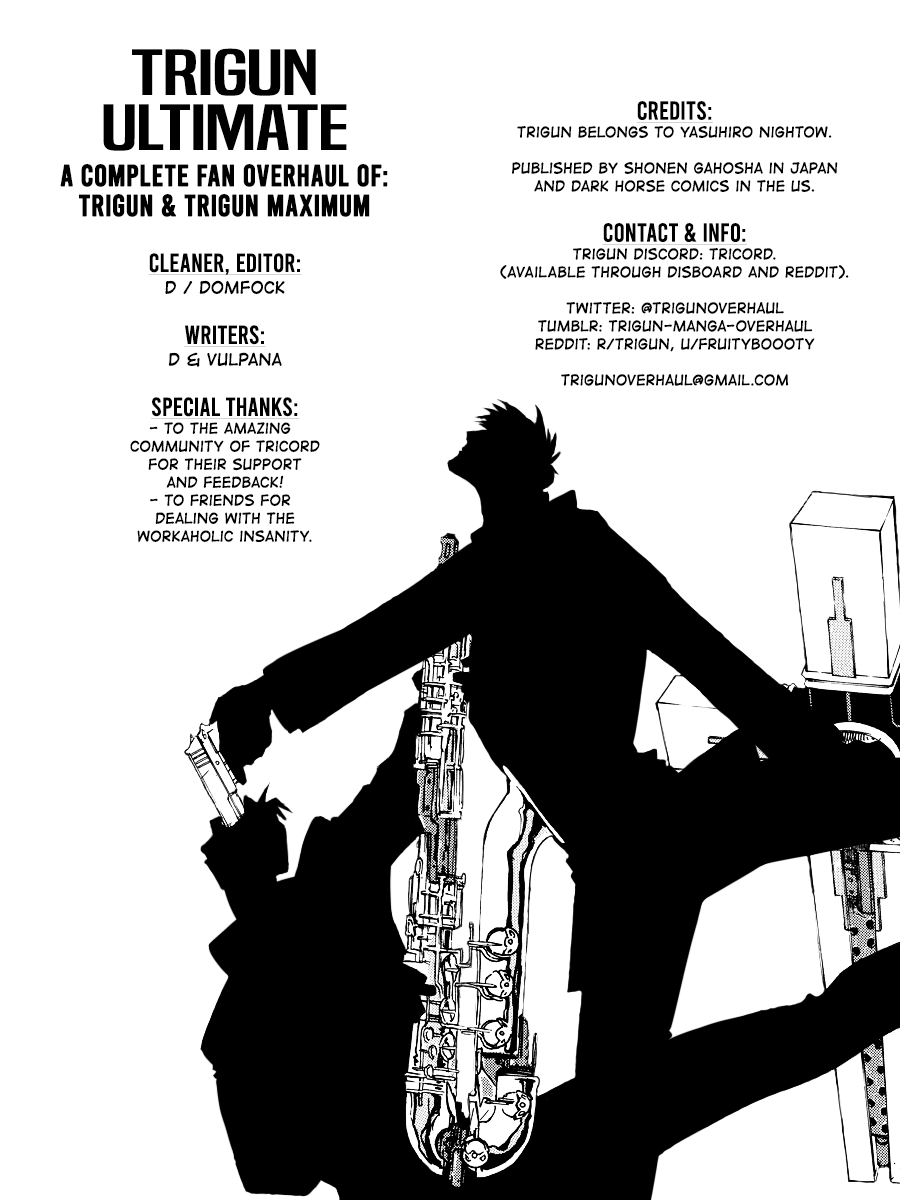 TRIGUN
ULTIMATE
A COMPLETE FAN OVERHAUL OF:
TRIGUN & TRIGUN MAXIMUM
CLEANER, EDITOR:
D / DOMFOCK
WRITERS:
D & VULPANA
SPECIAL THANKS:
- TO THE AMAZING
COMMUNITY OF TRICORD
FOR THEIR SUPPORT
AND FEEDBACK!
- TO FRIENDS FOR
DEALING WITH THE
WORKAHOLIC INSANITY.
CREDITS:
TRIGUN BELONGS TO YASUHIRO NIGHTOW.
PUBLISHED BY SHONEN GAHOSHA IN JAPAN
AND DARK HORSE COMICS IN THE US.
CONTACT & INFO:
TRIGUN DISCORD: TRICORD.
(AVAILABLE THROUGH DISBOARD AND REDDIT).
TWITTER: @TRIGUNOVERHAUL
TUMBLR: TRIGUN-MANGA-OVERHAUL
REDDIT: R/TRIGUN, U/FRUITYBOOOTY
TRIGUNOVERHAUL@GMAIL.COM